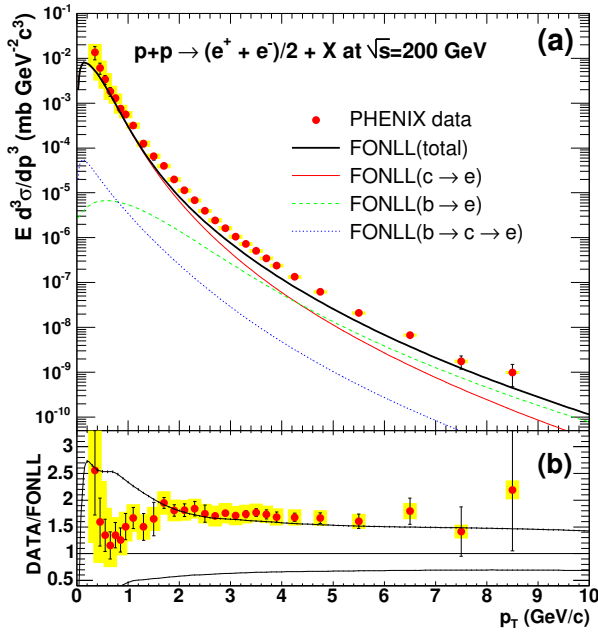 (a)
p+p → (e⁺ + e⁻)/2 + X at √s=200 GeV
PHENIX data
FONLL(total)
FONLL(c → e)
FONLL(b → e)
FONLL(b → c → e)
E d³σ/dp³ (mb GeV⁻²c³)
10⁻¹
10⁻²
10⁻³
10⁻⁴
10⁻⁵
10⁻⁶
10⁻⁷
10⁻⁸
10⁻⁹
10⁻¹⁰
(b)
DATA/FONLL
3
2.5
2
1.5
1
0.5
0 1 2 3 4 5 6 7 8 9 10
p_T (GeV/c)